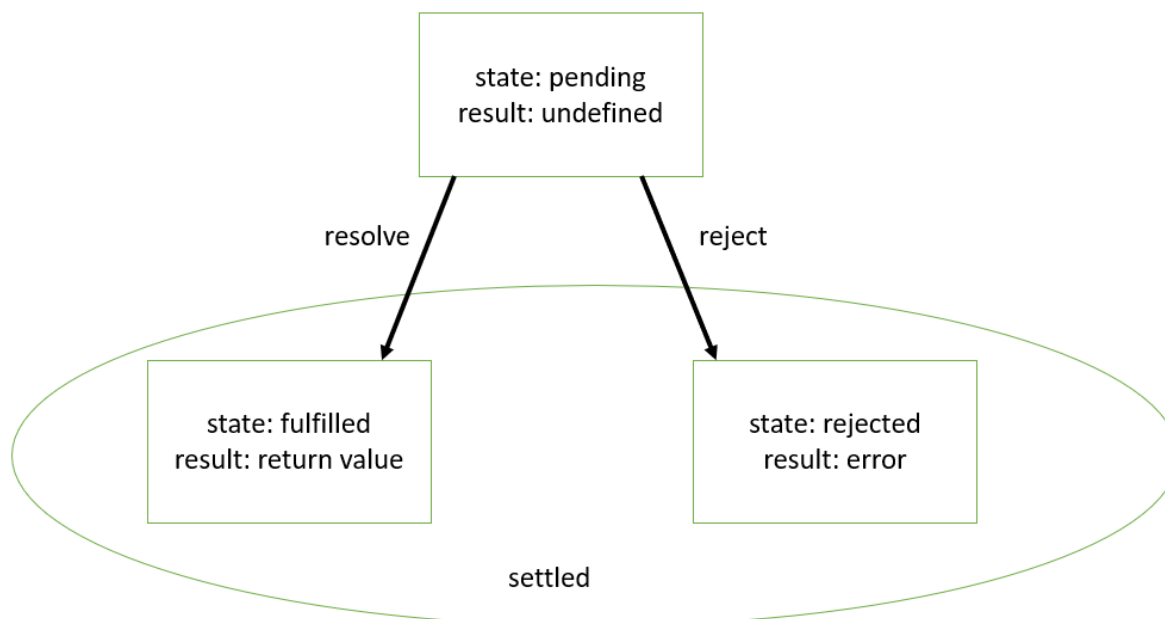 state: pending
result: undefined
resolve
reject
state: fulfilled
result: return value
state: rejected
result: error
settled